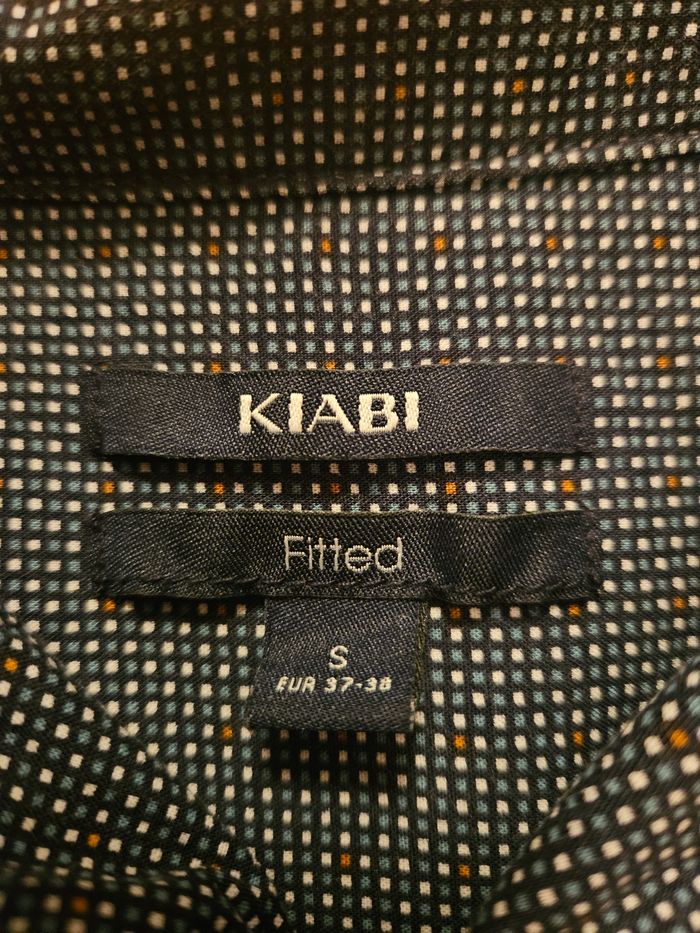 KIABI
Fitted
S
EUR 37-38